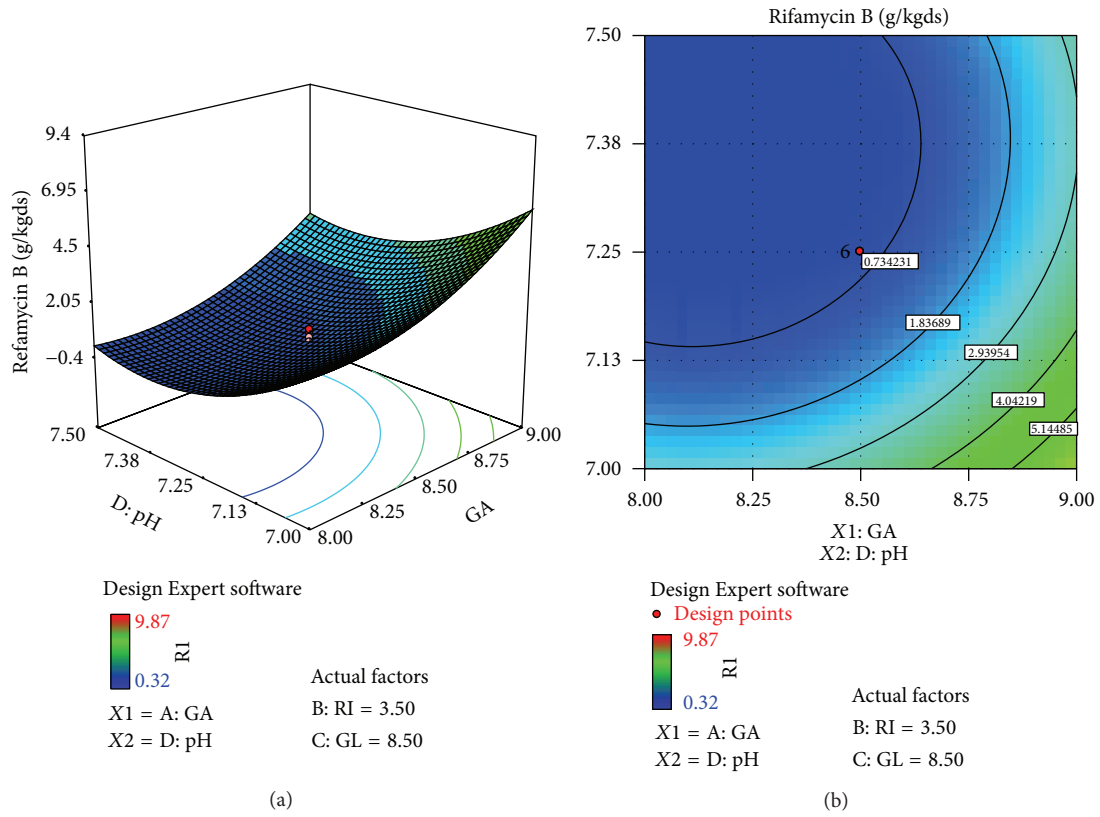 Refamycin B (g/kgds)
9.4
6.95
4.5
2.05
−0.4
7.50
7.38
7.25
7.13
7.00
D: pH
8.00
8.25
8.50
8.75
9.00
GA
Design Expert software
9.87
0.32
R1
X1 = A: GA
X2 = D: pH
Actual factors
B: RI = 3.50
C: GL = 8.50
(a)
Rifamycin B (g/kgds)
7.50
7.38
7.25
7.13
7.00
6
0.734231
1.83689
2.93954
4.04219
5.14485
8.00
8.25
8.50
8.75
9.00
X1: GA
X2: D: pH
Design Expert software
Design points
9.87
0.32
R1
X1 = A: GA
X2 = D: pH
Actual factors
B: RI = 3.50
C: GL = 8.50
(b)